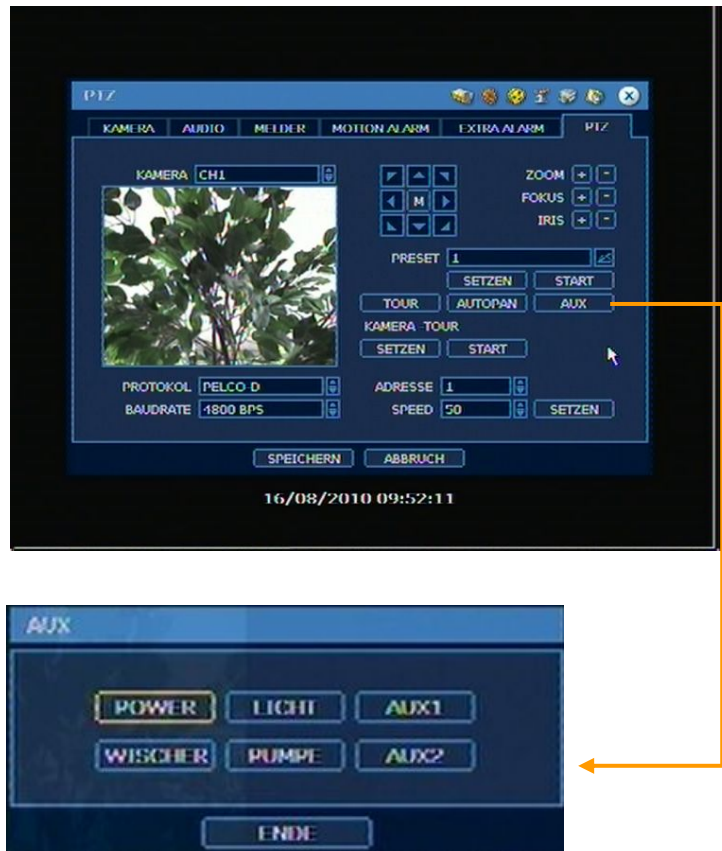 PTZ
KAMERA AUDIO MELDER MOTION ALARM EXTRA ALARM PTZ
KAMERA CH1
M
ZOOM + -
FOKUS + -
IRIS + -
PRESET 1
SETZEN START
TOUR AUTOPAN AUX
KAMERA-TOUR
SETZEN START
PROTOKOL PELCO-D ADRESSE 1
BAUDRATE 4800 BPS SPEED 50 SETZEN
SPEICHERN ABBRUCH
16/08/2010 09:52:11
AUX
POWER LICHT AUX1
WISCHER PUMPE AUX2
ENDE